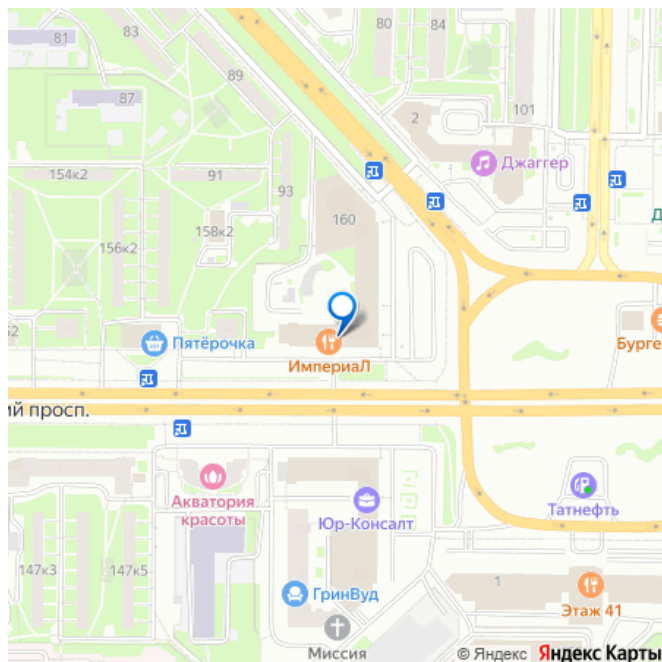 83
81
80
84
89
87
101
2
Джаггер
154к2
91
93
160
158к2
156к2
Д
52
Пятёрочка
ИмпериаЛ
Бурге
ий просп.
Акватория
красоты
Юр-Консалт
Татнефть
147к3
147к5
1
ГринВуд
Этаж 41
Миссия
© Яндекс Яндекс Карты